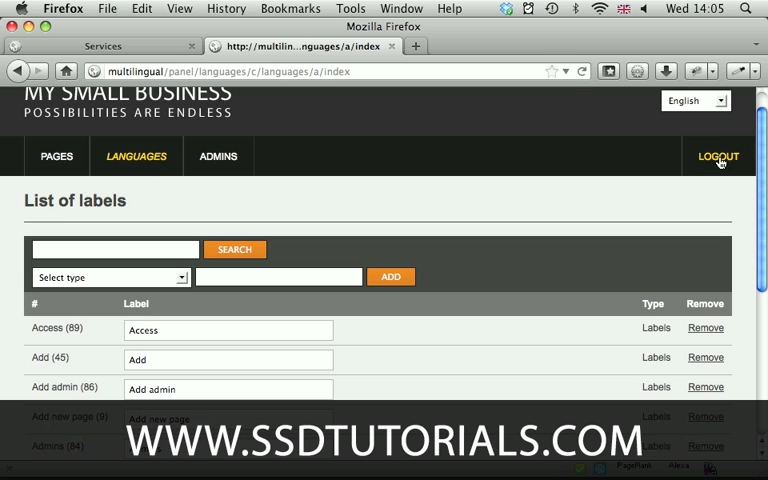 Firefox File Edit View History Bookmarks Tools Window Help Wed 14:05
Mozilla Firefox
Services http://multilin...nguages/a/index
multilingual/panel/languages/c/languages/a/index
MY SMALL BUSINESS
POSSIBILITIES ARE ENDLESS
English
PAGES LANGUAGES ADMINS LOGOUT
List of labels
SEARCH
Select type ADD
# Label Type Remove
Access (89) Access Labels Remove
Add (45) Add Labels Remove
Add admin (86) Add admin Labels Remove
Add new page (9) Add new page Labels Remove
Admins (84) Labels Remove
WWW.SSDTUTORIALS.COM
PageRank Alexa